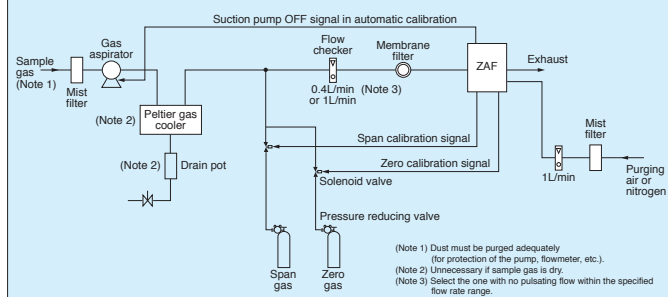 Suction pump OFF signal in automatic calibration
Sample
gas
(Note 1)
Mist
filter
Gas
aspirator
Flow
checker
0.4L/min
or 1L/min
Membrane
filter
(Note 3)
ZAF
Exhaust
(Note 2)
Peltier gas
cooler
(Note 2)
Drain pot
Span calibration signal
Zero calibration signal
Solenoid valve
Mist
filter
1L/min
Purging
air or
nitrogen
Pressure reducing valve
Span
gas
Zero
gas
(Note 1) Dust must be purged adequately
(for protection of the pump, flowmeter, etc.).
(Note 2) Unnecessary if sample gas is dry.
(Note 3) Select the one with no pulsating flow within the specified
flow rate range.